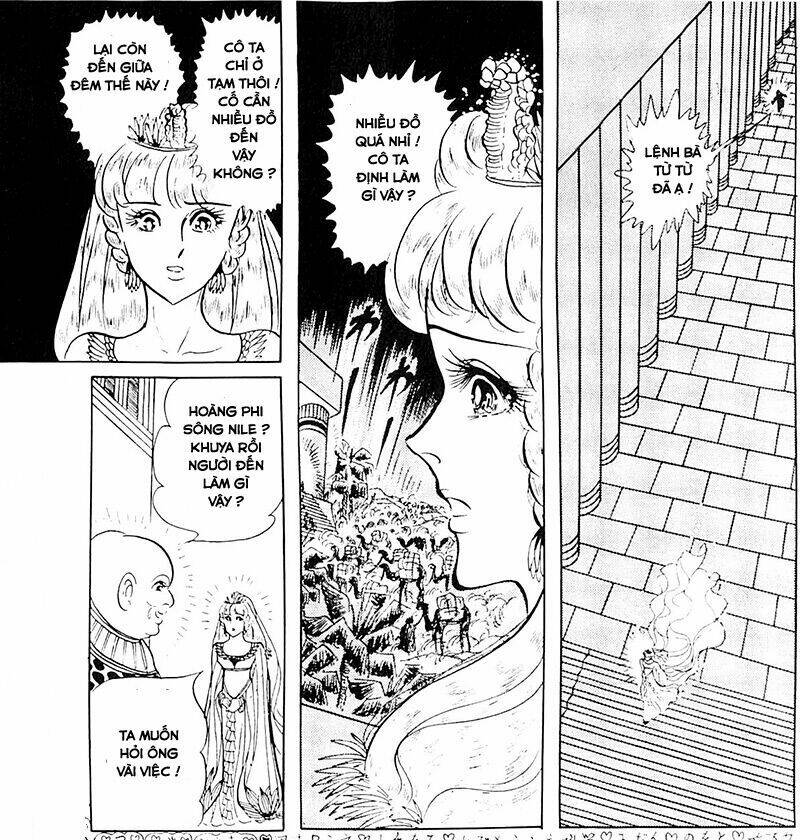 LỆNH BÀ
TỪ TỪ
ĐÃ Ạ !
NHIỀU ĐỒ
QUÁ NHỈ !
CÔ TA
ĐỊNH LÀM
GÌ VẬY ?
CÔ TA
CHỈ Ở
TẠM THÔI !
CỐ CẦN
NHIỀU ĐỒ
ĐẾN
VẬY
KHÔNG ?
LẠI CÒN
ĐẾN GIỮA
ĐÊM THẾ NÀY !
HOÀNG PHI
SÔNG NILE ?
KHUYA RỒI
NGƯỜI ĐẾN
LÀM GÌ
VẬY ?
TA MUỐN
HỎI ÔNG
VÀI VIỆC !